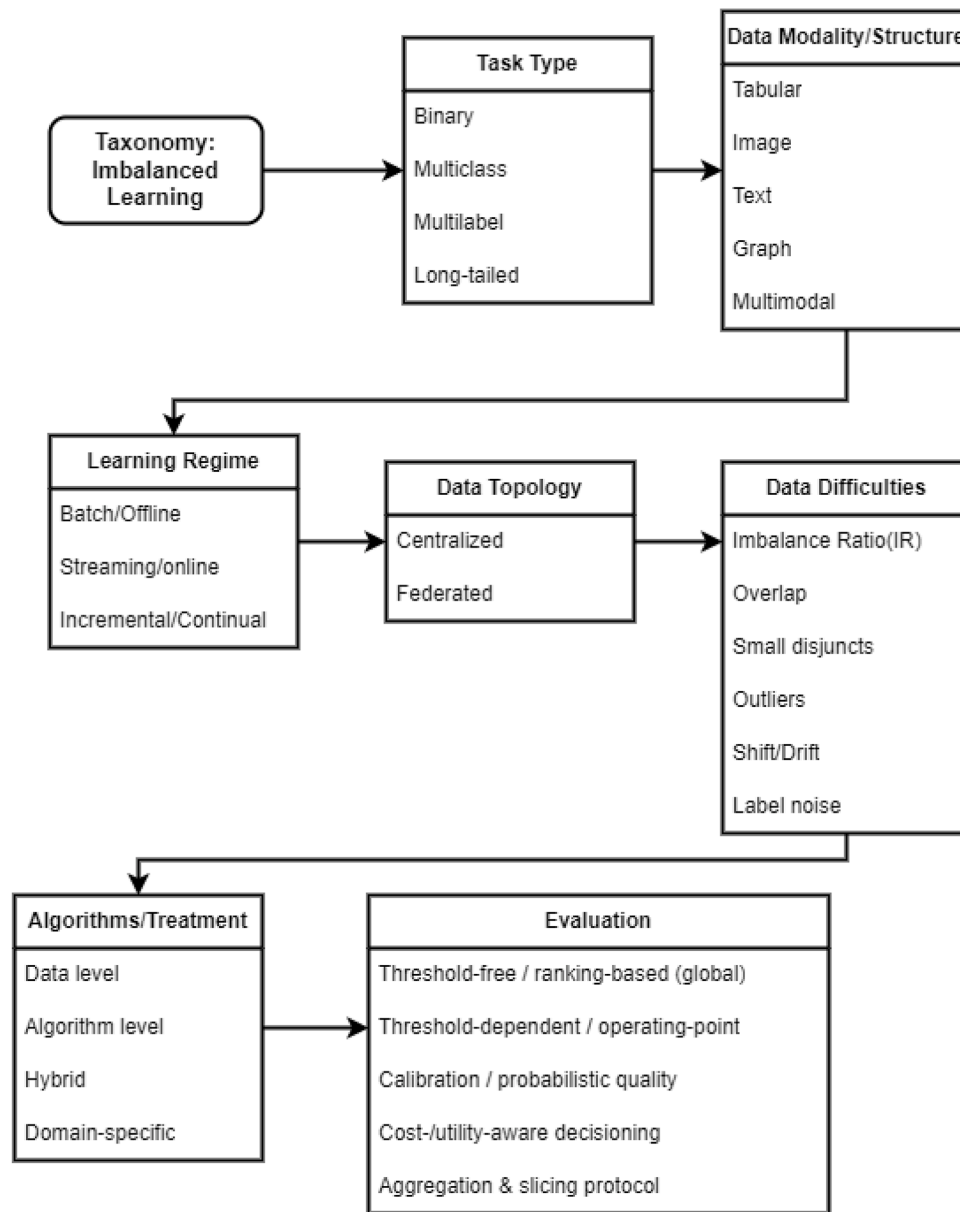 Taxonomy:
Imbalanced
Learning
Task Type
Binary
Multiclass
Multilabel
Long-tailed
Data Modality/Structure
Tabular
Image
Text
Graph
Multimodal
Learning Regime
Batch/Offline
Streaming/online
Incremental/Continual
Data Topology
Centralized
Federated
Data Difficulties
Imbalance Ratio(IR)
Overlap
Small disjuncts
Outliers
Shift/Drift
Label noise
Algorithms/Treatment
Data level
Algorithm level
Hybrid
Domain-specific
Evaluation
Threshold-free / ranking-based (global)
Threshold-dependent / operating-point
Calibration / probabilistic quality
Cost-/utility-aware decisioning
Aggregation & slicing protocol